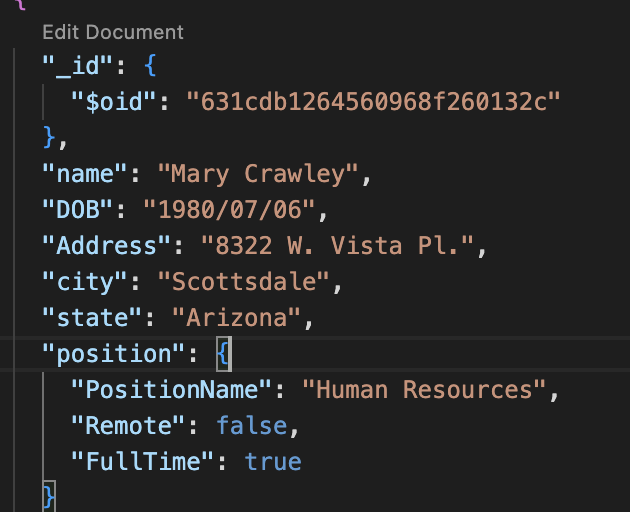 {
Edit Document
"_id": {
"$oid": "631cdb1264560968f260132c"
},
"name": "Mary Crawley",
"DOB": "1980/07/06",
"Address": "8322 W. Vista Pl.",
"city": "Scottsdale",
"state": "Arizona",
"position": {
"PositionName": "Human Resources",
"Remote": false,
"FullTime": true
}